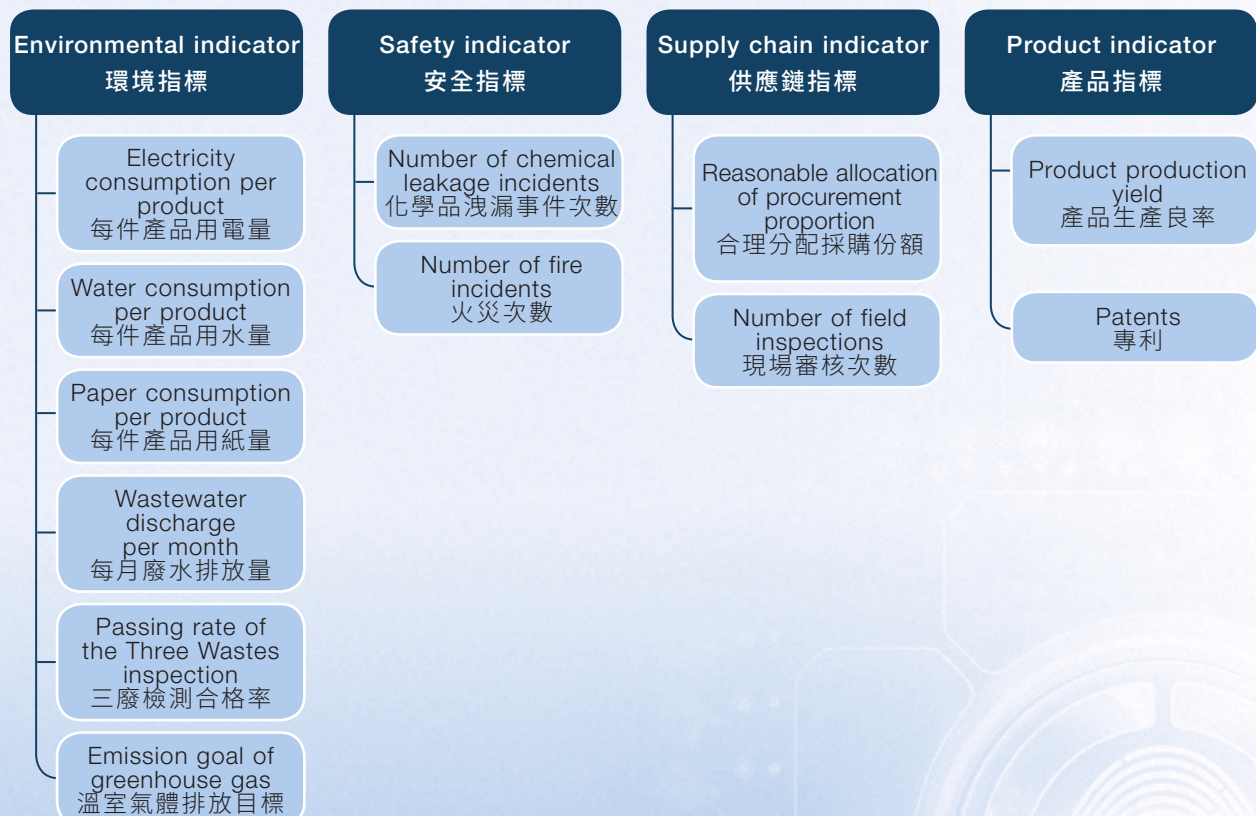 Environmental indicator
環境指標
Electricity
consumption per
product
每件產品用電量
Water consumption
per product
每件產品用水量
Paper consumption
per product
每件產品用紙量
Wastewater
discharge
per month
每月廢水排放量
Passing rate of
the Three Wastes
inspection
三廢檢測合格率
Emission goal of
greenhouse gas
溫室氣體排放目標
Safety indicator
安全指標
Number of chemical
leakage incidents
化學品洩漏事件次數
Number of fire
incidents
火災次數
Supply chain indicator
供應鏈指標
Reasonable allocation
of procurement
proportion
合理分配採購份額
Number of field
inspections
現場審核次數
Product indicator
產品指標
Product production
yield
產品生產良率
Patents
專利